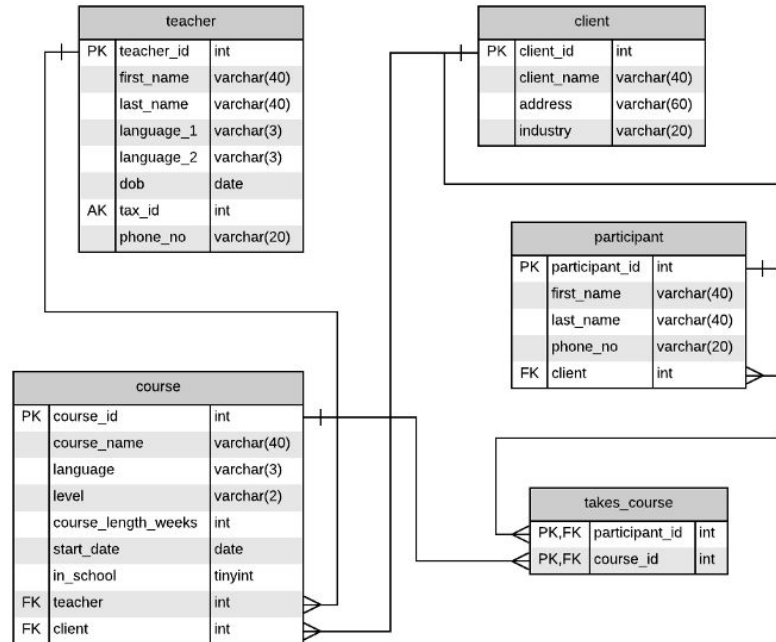 teacher
PK teacher_id int
first_name varchar(40)
last_name varchar(40)
language_1 varchar(3)
language_2 varchar(3)
dob date
AK tax_id int
phone_no varchar(20)
client
PK client_id int
client_name varchar(40)
address varchar(60)
industry varchar(20)
participant
PK participant_id int
first_name varchar(40)
last_name varchar(40)
phone_no varchar(20)
FK client int
course
PK course_id int
course_name varchar(40)
language varchar(3)
level varchar(2)
course_length_weeks int
start_date date
in_school tinyint
FK teacher int
FK client int
takes_course
PK,FK participant_id int
PK,FK course_id int